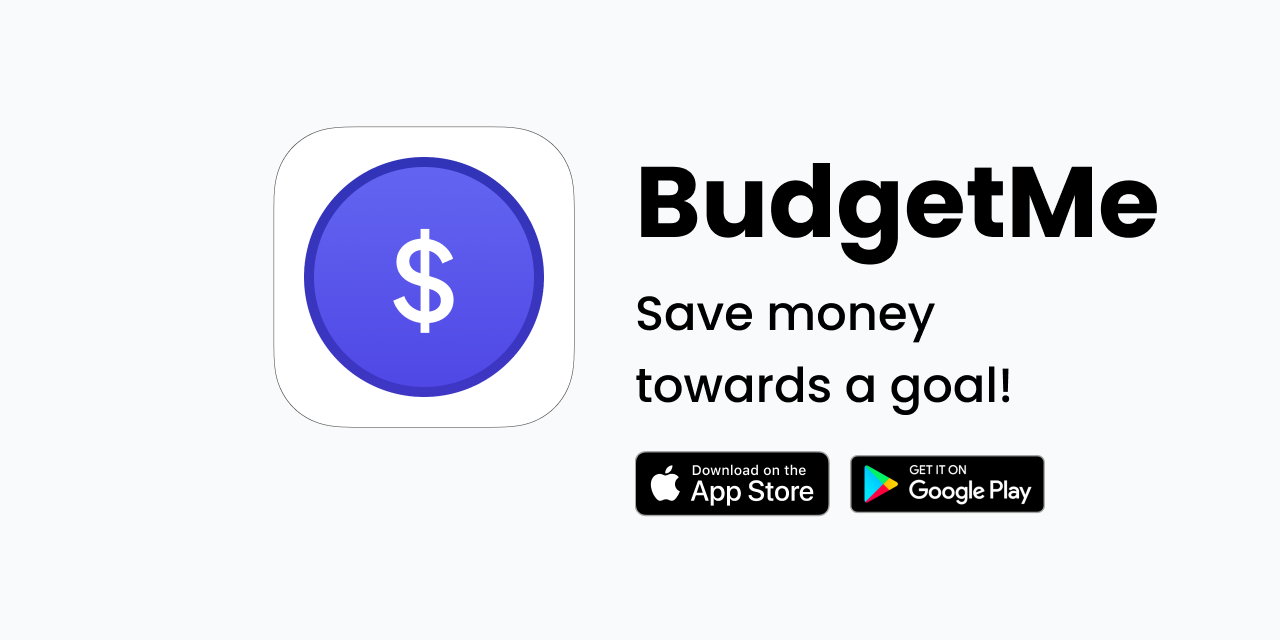 $
BudgetMe
Save money
towards a goal!
Download on the
App Store
GET IT ON
Google Play